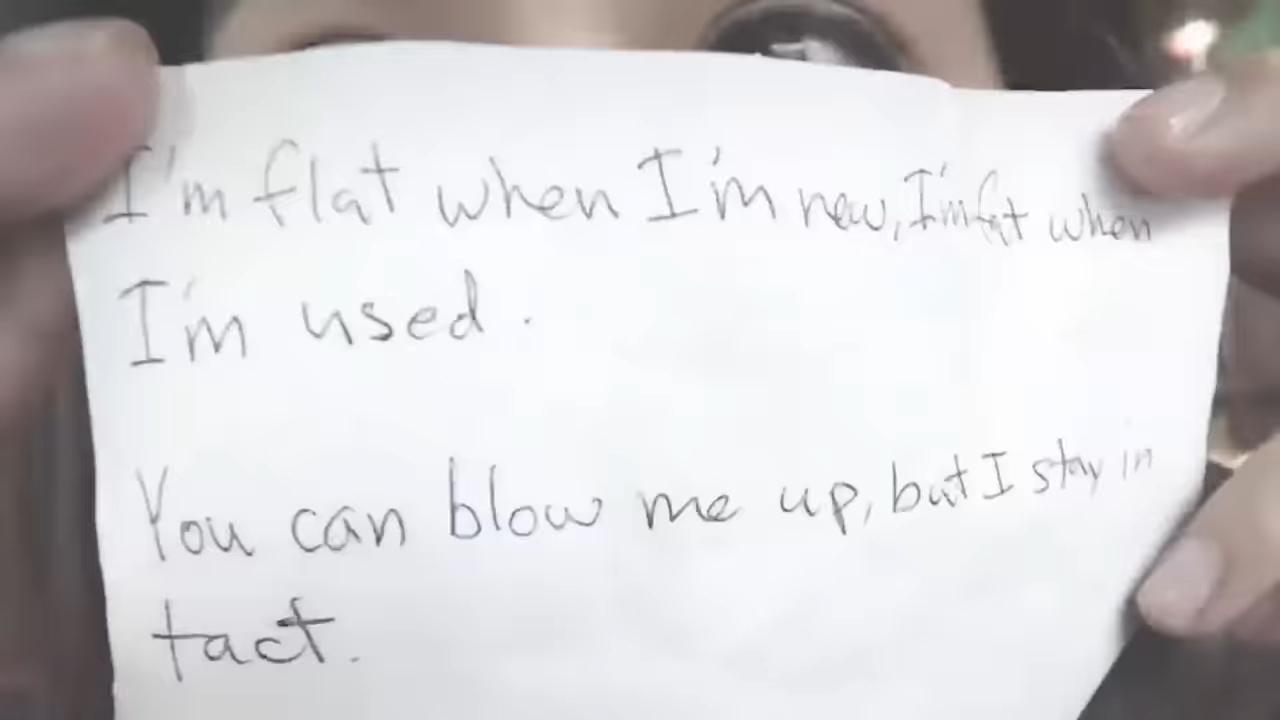 I'm flat when I'm new, I'm fat when
I'm used.
You can blow me up, but I stay in
tact.